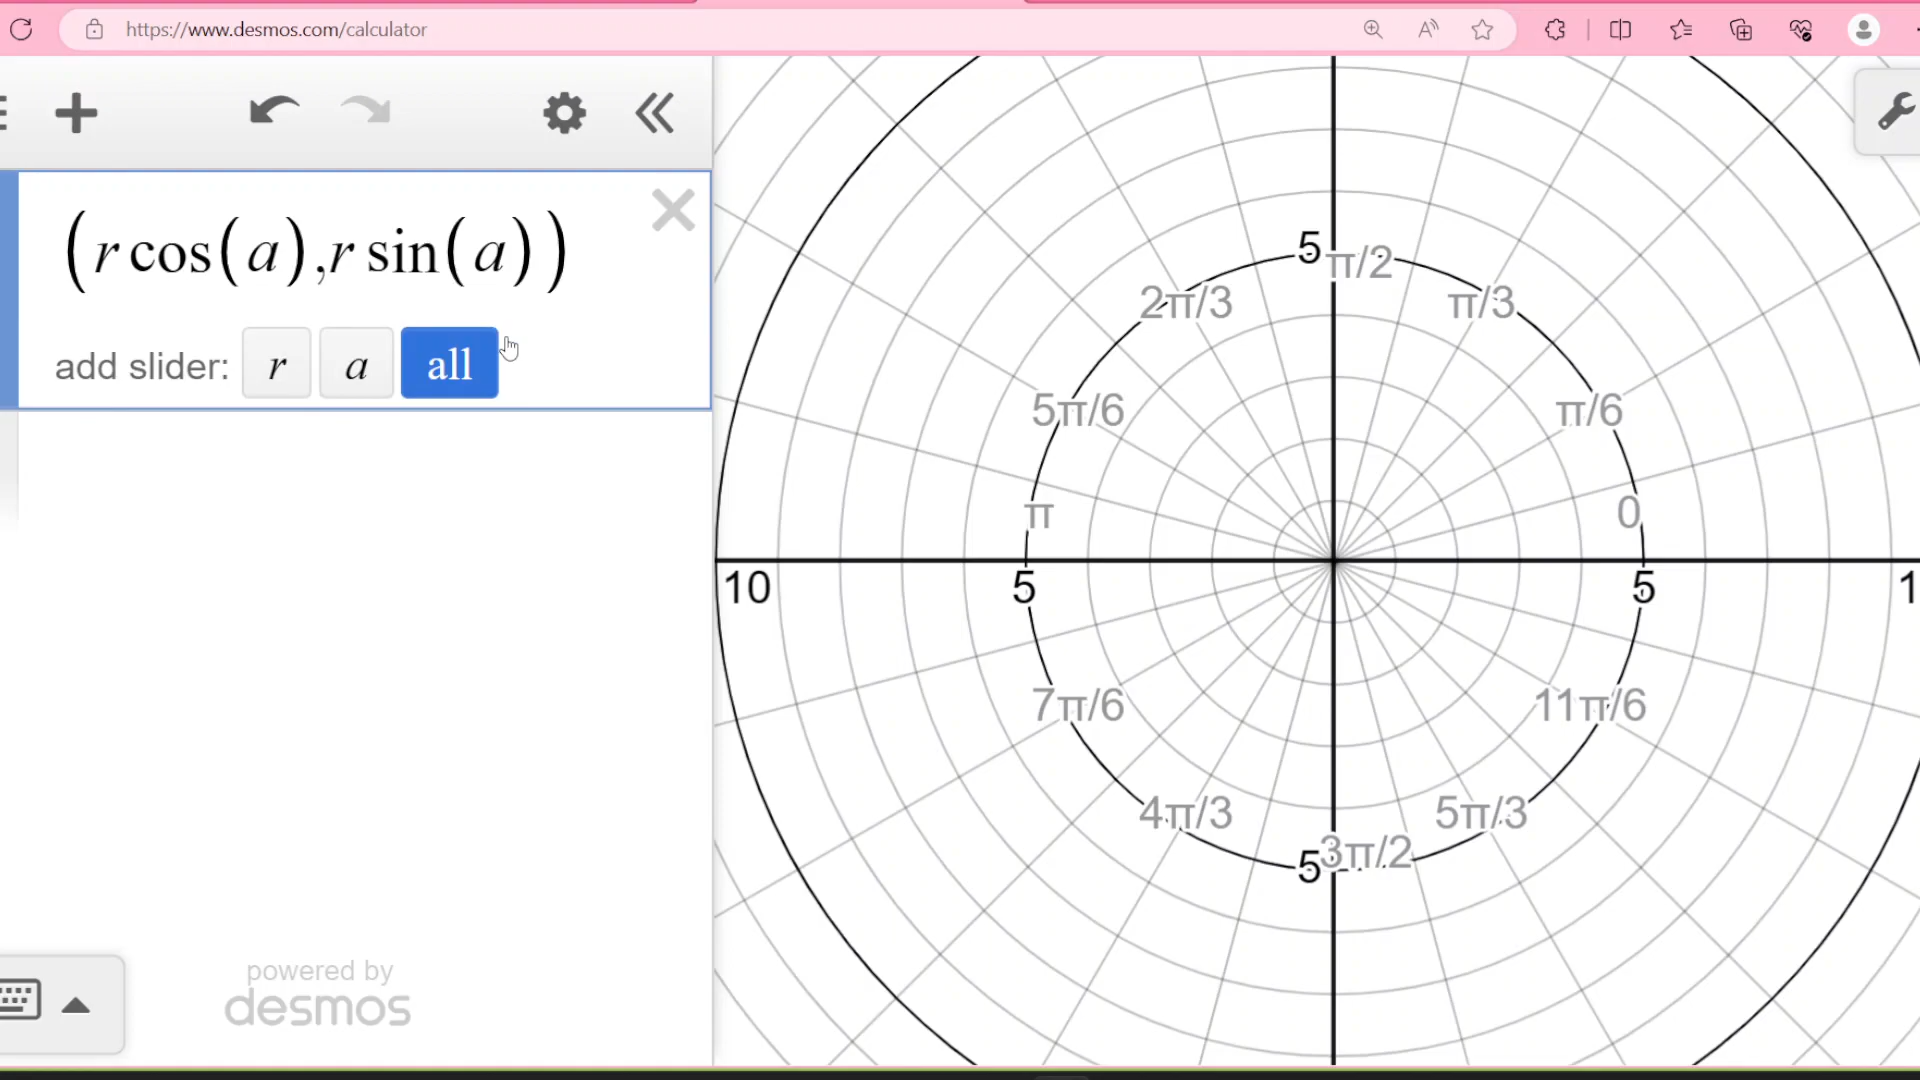 https://www.desmos.com/calculator
(r cos(a),r sin(a))
add slider: r a all
5 π/2
2π/3 π/3
5π/6 π/6
π 0
10 5 5 1
7π/6 11π/6
4π/3 5π/3
5 3π/2
powered by
desmos